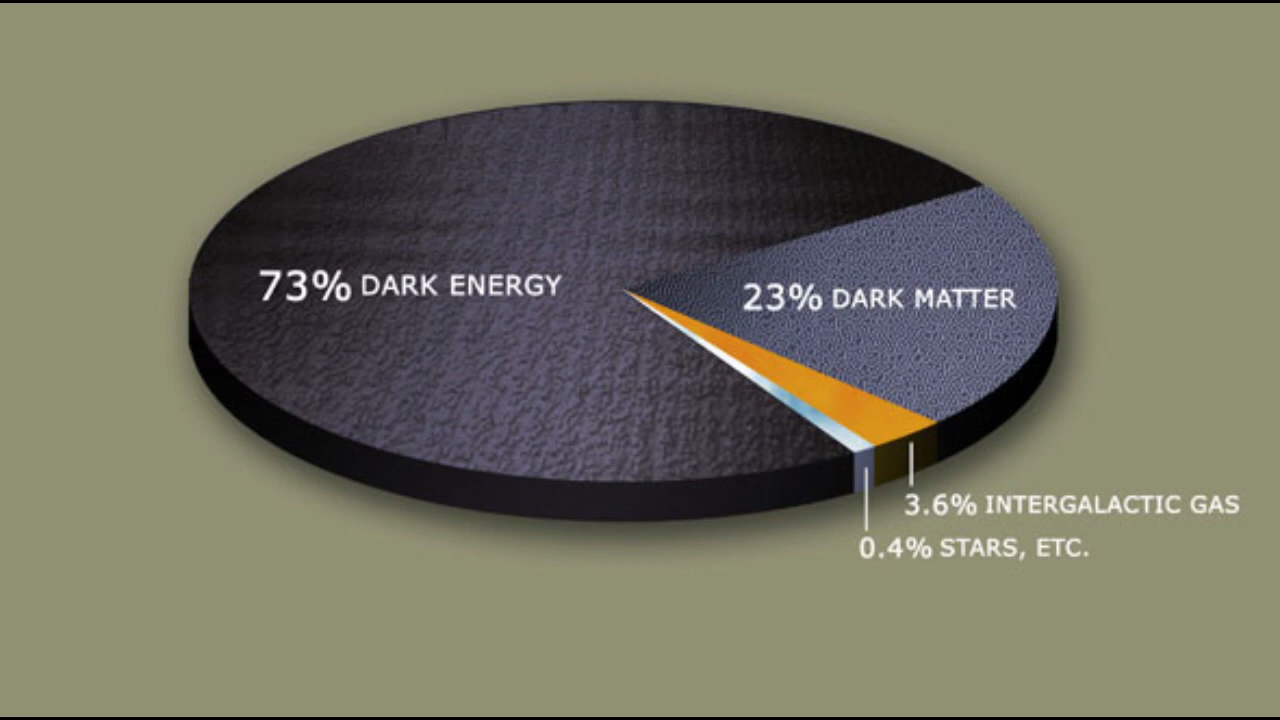 73% DARK ENERGY
23% DARK MATTER
3.6% INTERGALACTIC GAS
0.4% STARS, ETC.